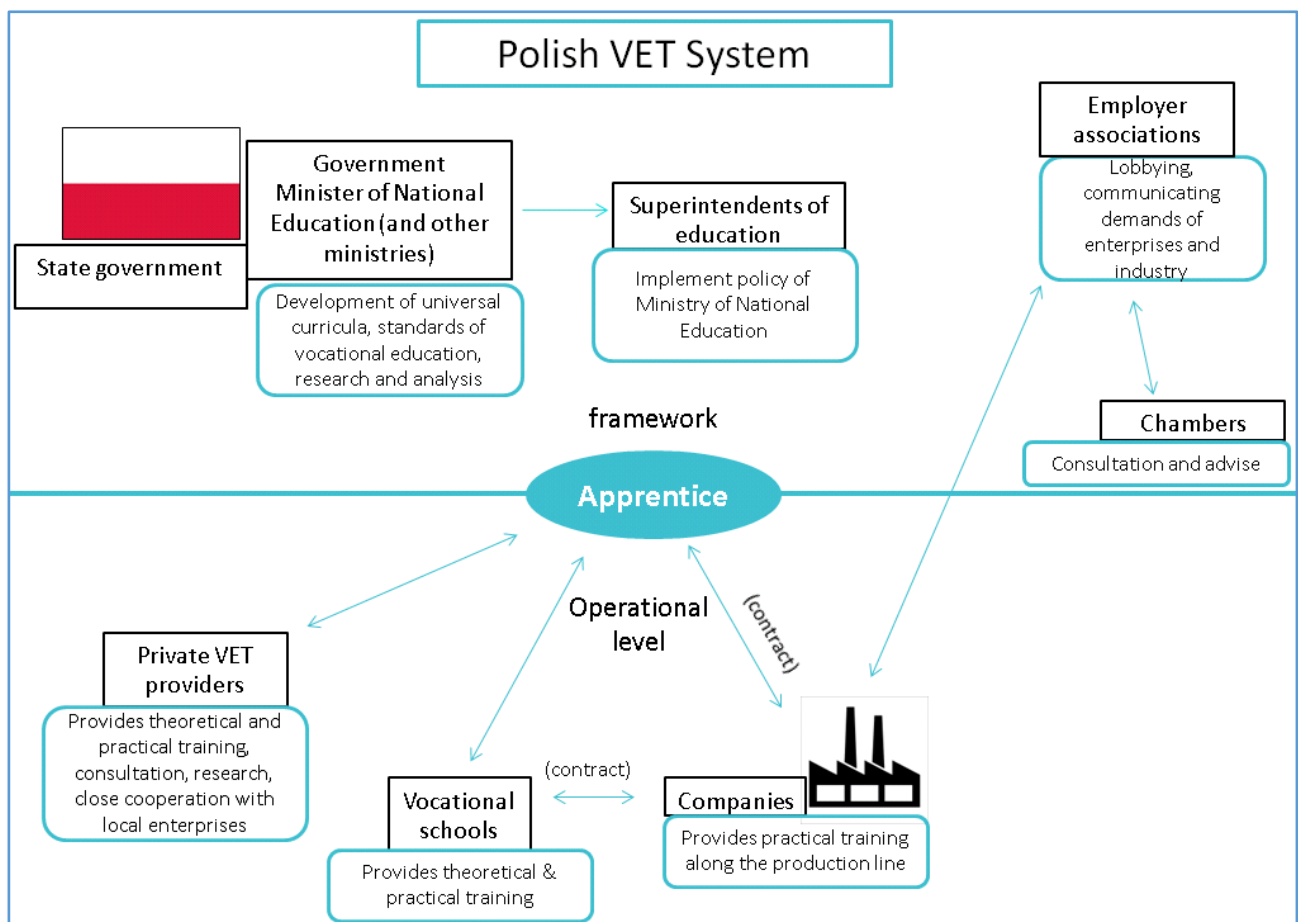 Polish VET System
State government
Government
Minister of National
Education (and other
ministries)
Development of universal
curricula, standards of
vocational education,
research and analysis
Superintendents of
education
Implement policy of
Ministry of National
Education
Employer
associations
Lobbying,
communicating
demands of
enterprises and
industry
Chambers
Consultation and advise
framework
Apprentice
Operational
level
(contract)
Private VET
providers
Provides theoretical and
practical training,
consultation, research,
close cooperation with
local enterprises
Vocational
schools
Provides theoretical &
practical training
(contract)
Companies
Provides practical training
along the production line